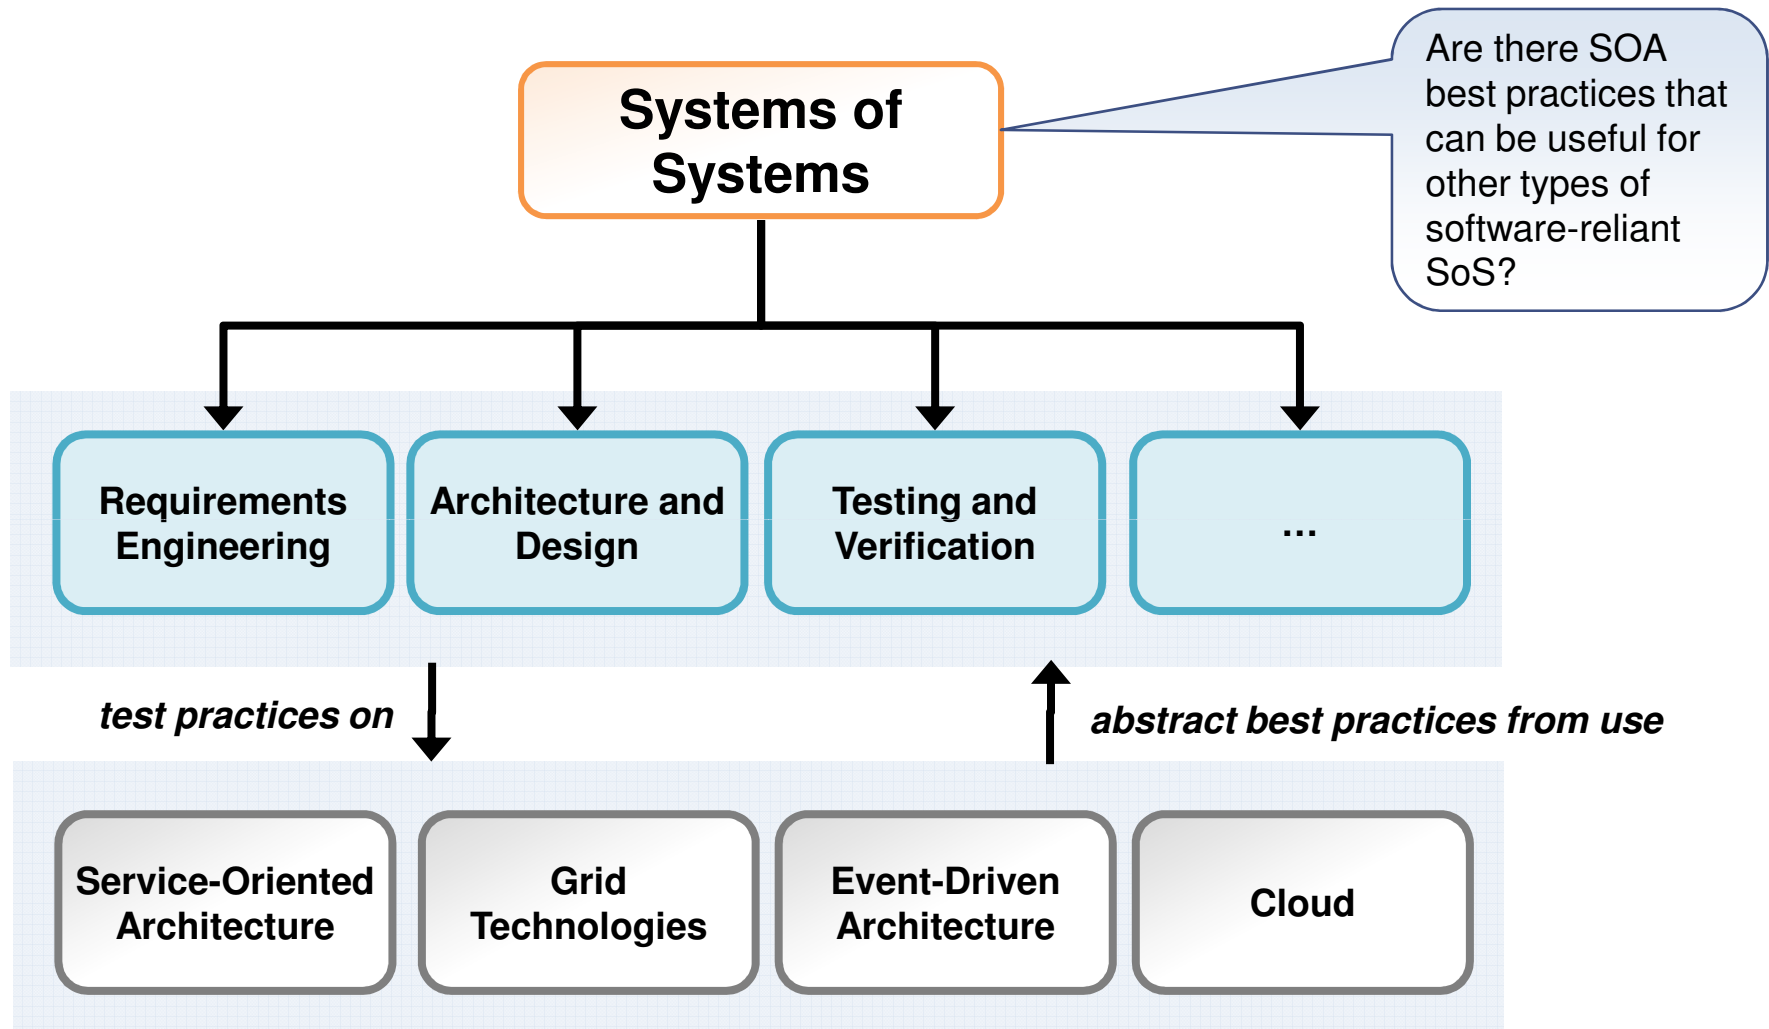 Systems of
Systems
Are there SOA
best practices that
can be useful for
other types of
software-reliant
SoS?
Requirements
Engineering
Architecture and
Design
Testing and
Verification
...
test practices on
abstract best practices from use
Service-Oriented
Architecture
Grid
Technologies
Event-Driven
Architecture
Cloud